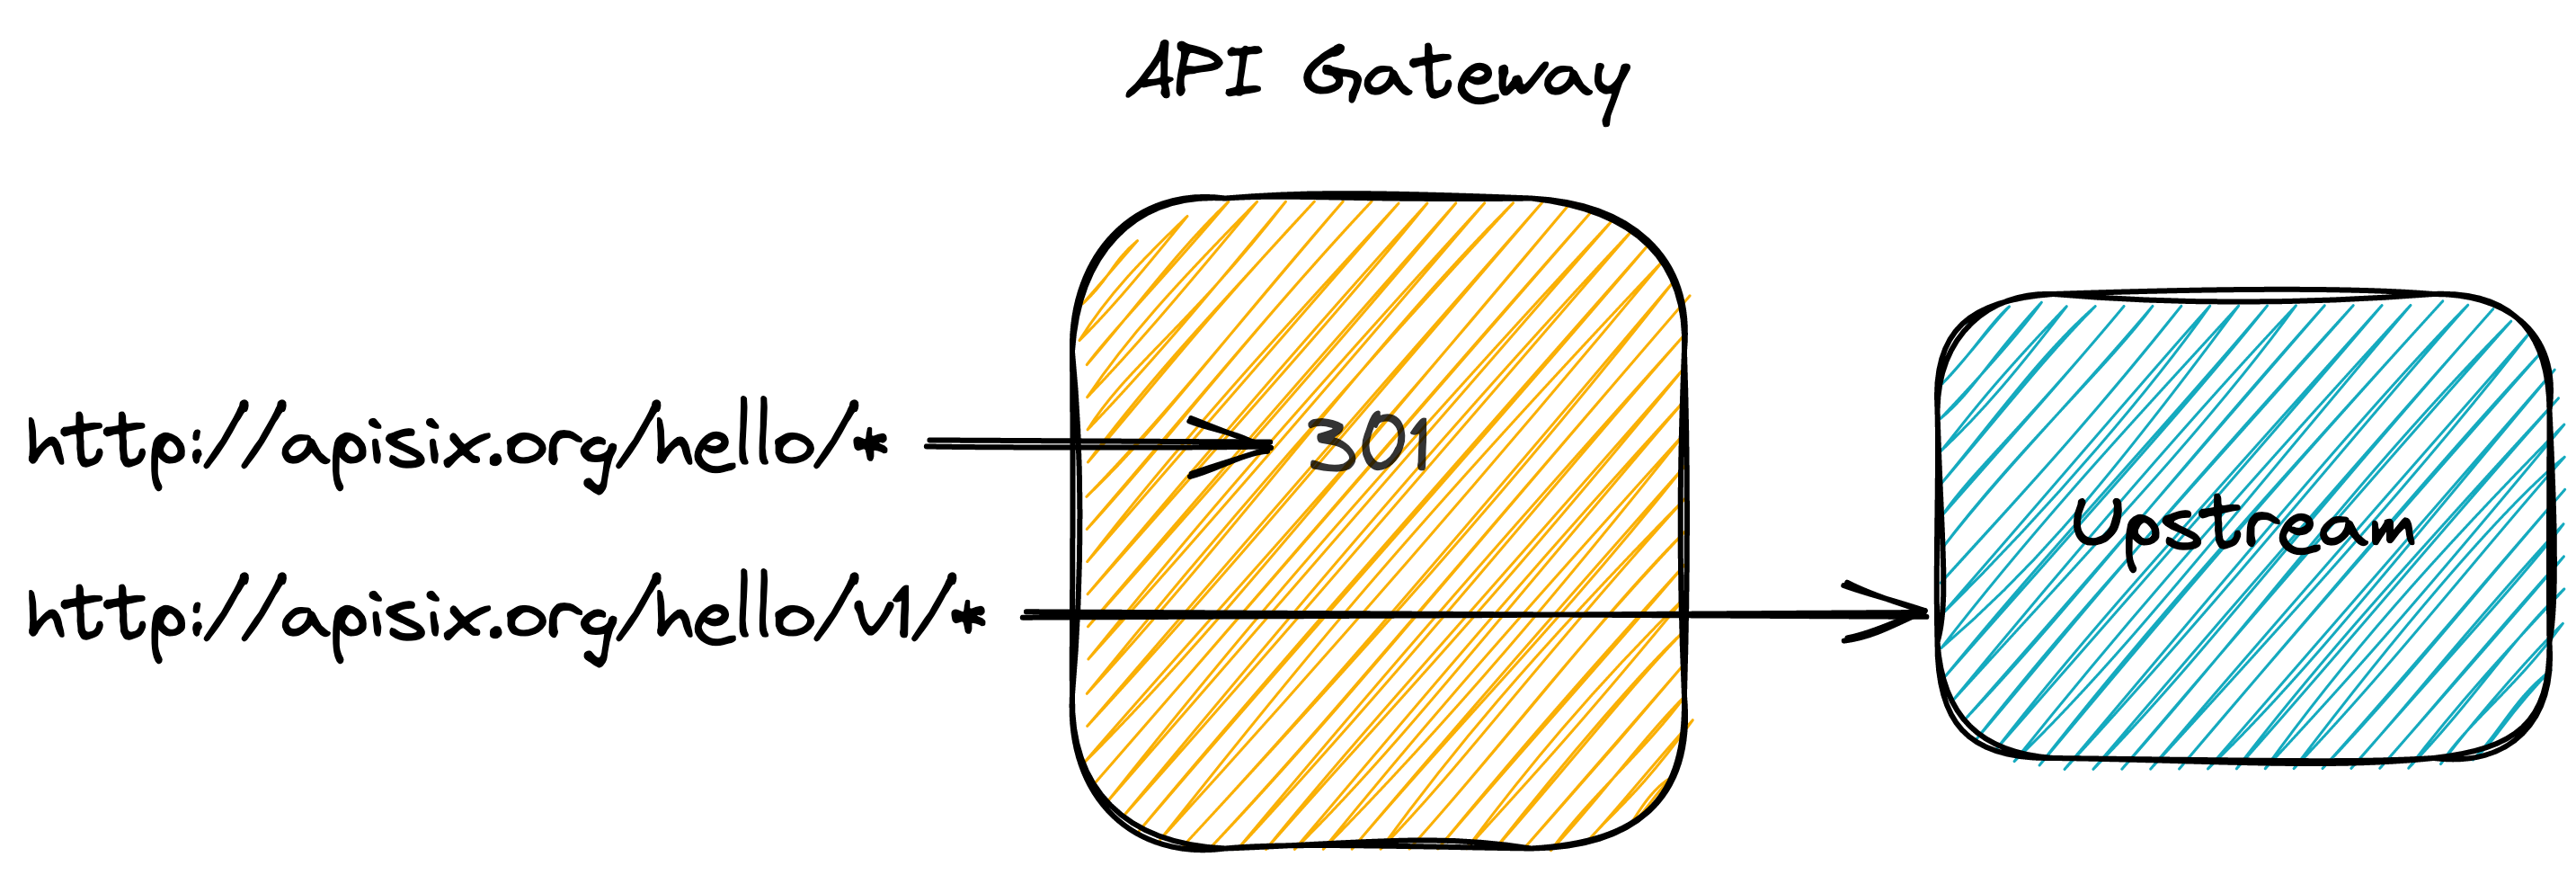 API Gateway
http://apisix.org/hello/*
301
http://apisix.org/hello/v1/*
Upstream